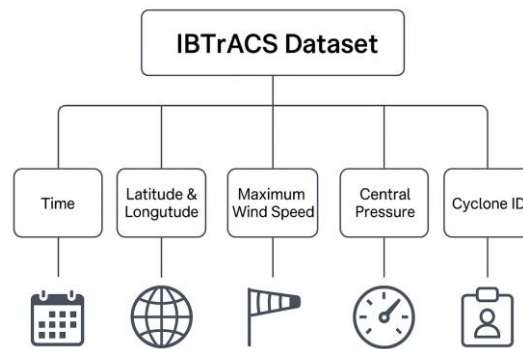 IBTrACS Dataset
Time
Latitude &
Longutude
Maximum
Wind Speed
Central
Pressure
Cyclone ID